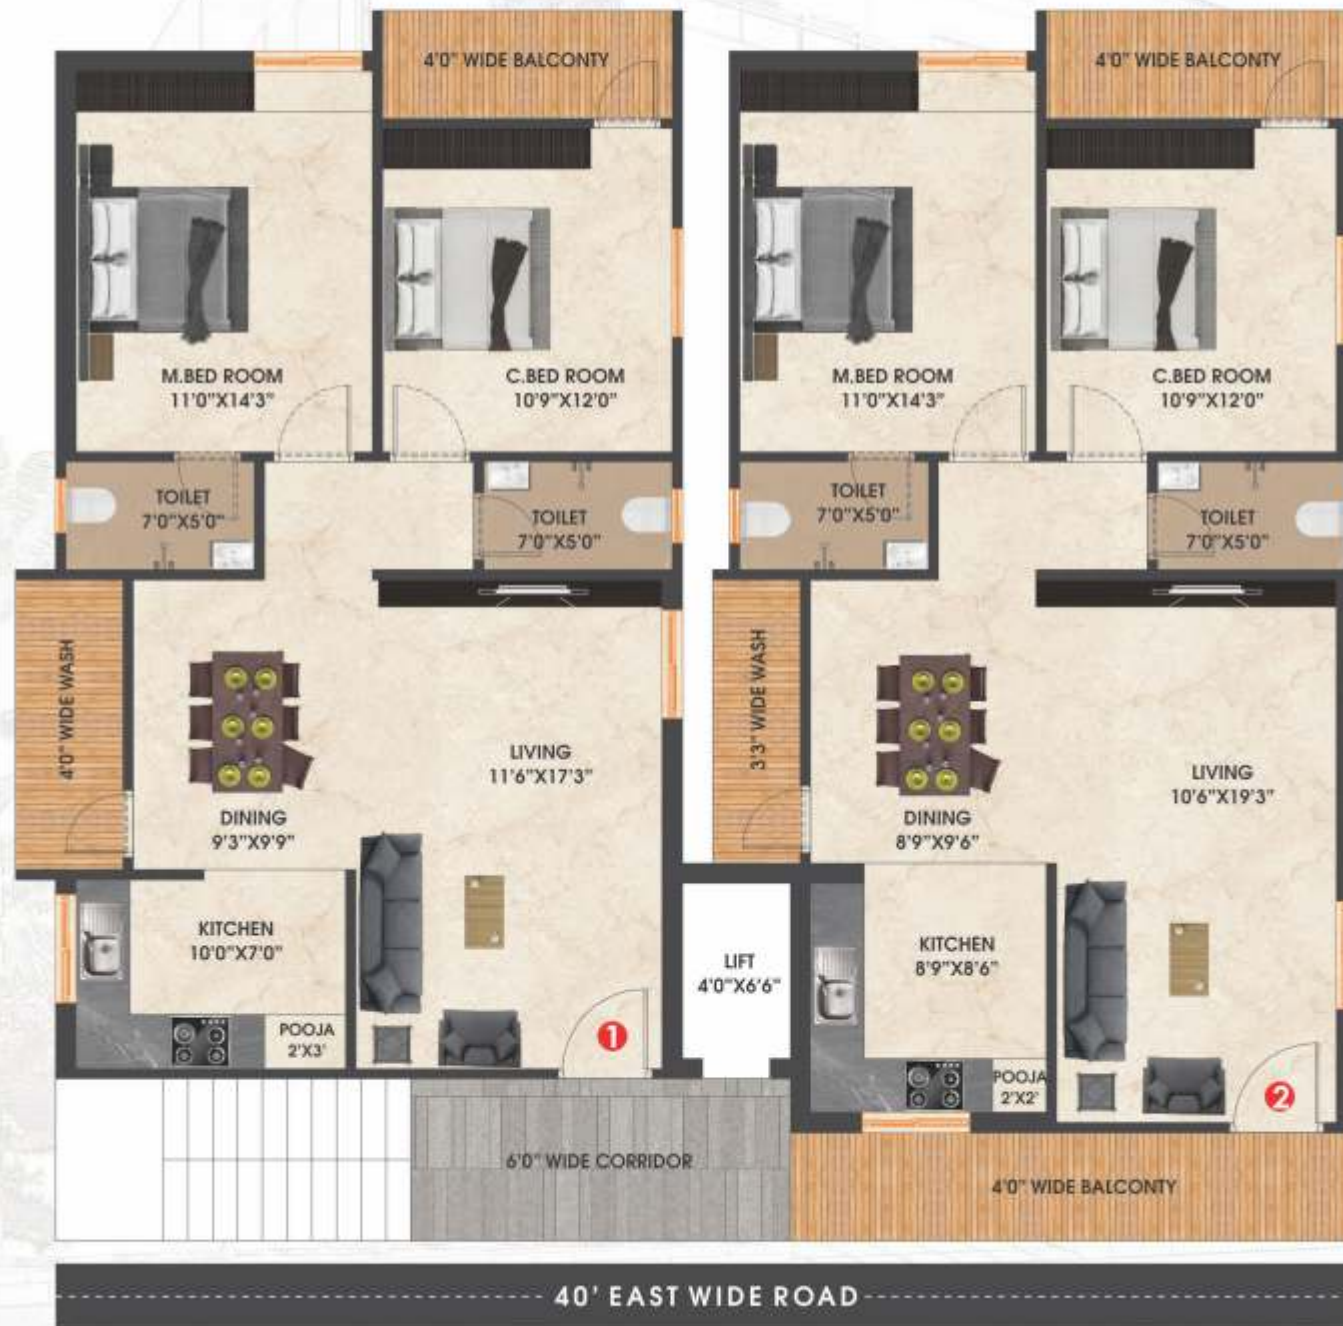 4'0" WIDE BALCONTY
4'0" WIDE BALCONTY
M.BED ROOM
11'0"X14'3"
C.BED ROOM
10'9"X12'0"
M.BED ROOM
11'0"X14'3"
C.BED ROOM
10'9"X12'0"
TOILET
7'0"X5'0"
TOILET
7'0"X5'0"
TOILET
7'0"X5'0"
TOILET
7'0"X5'0"
4'0" WIDE WASH
LIVING
11'6"X17'3"
DINING
9'3"X9'9"
3'3" WIDE WASH
LIVING
10'6"X19'3"
DINING
8'9"X9'6"
KITCHEN
10'0"X7'0"
POOJA
2'X3'
1
LIFT
4'0"X6'6"
KITCHEN
8'9"X8'6"
POOJA
2'X2'
2
6'0" WIDE CORRIDOR
4'0" WIDE BALCONTY
40' EAST WIDE ROAD